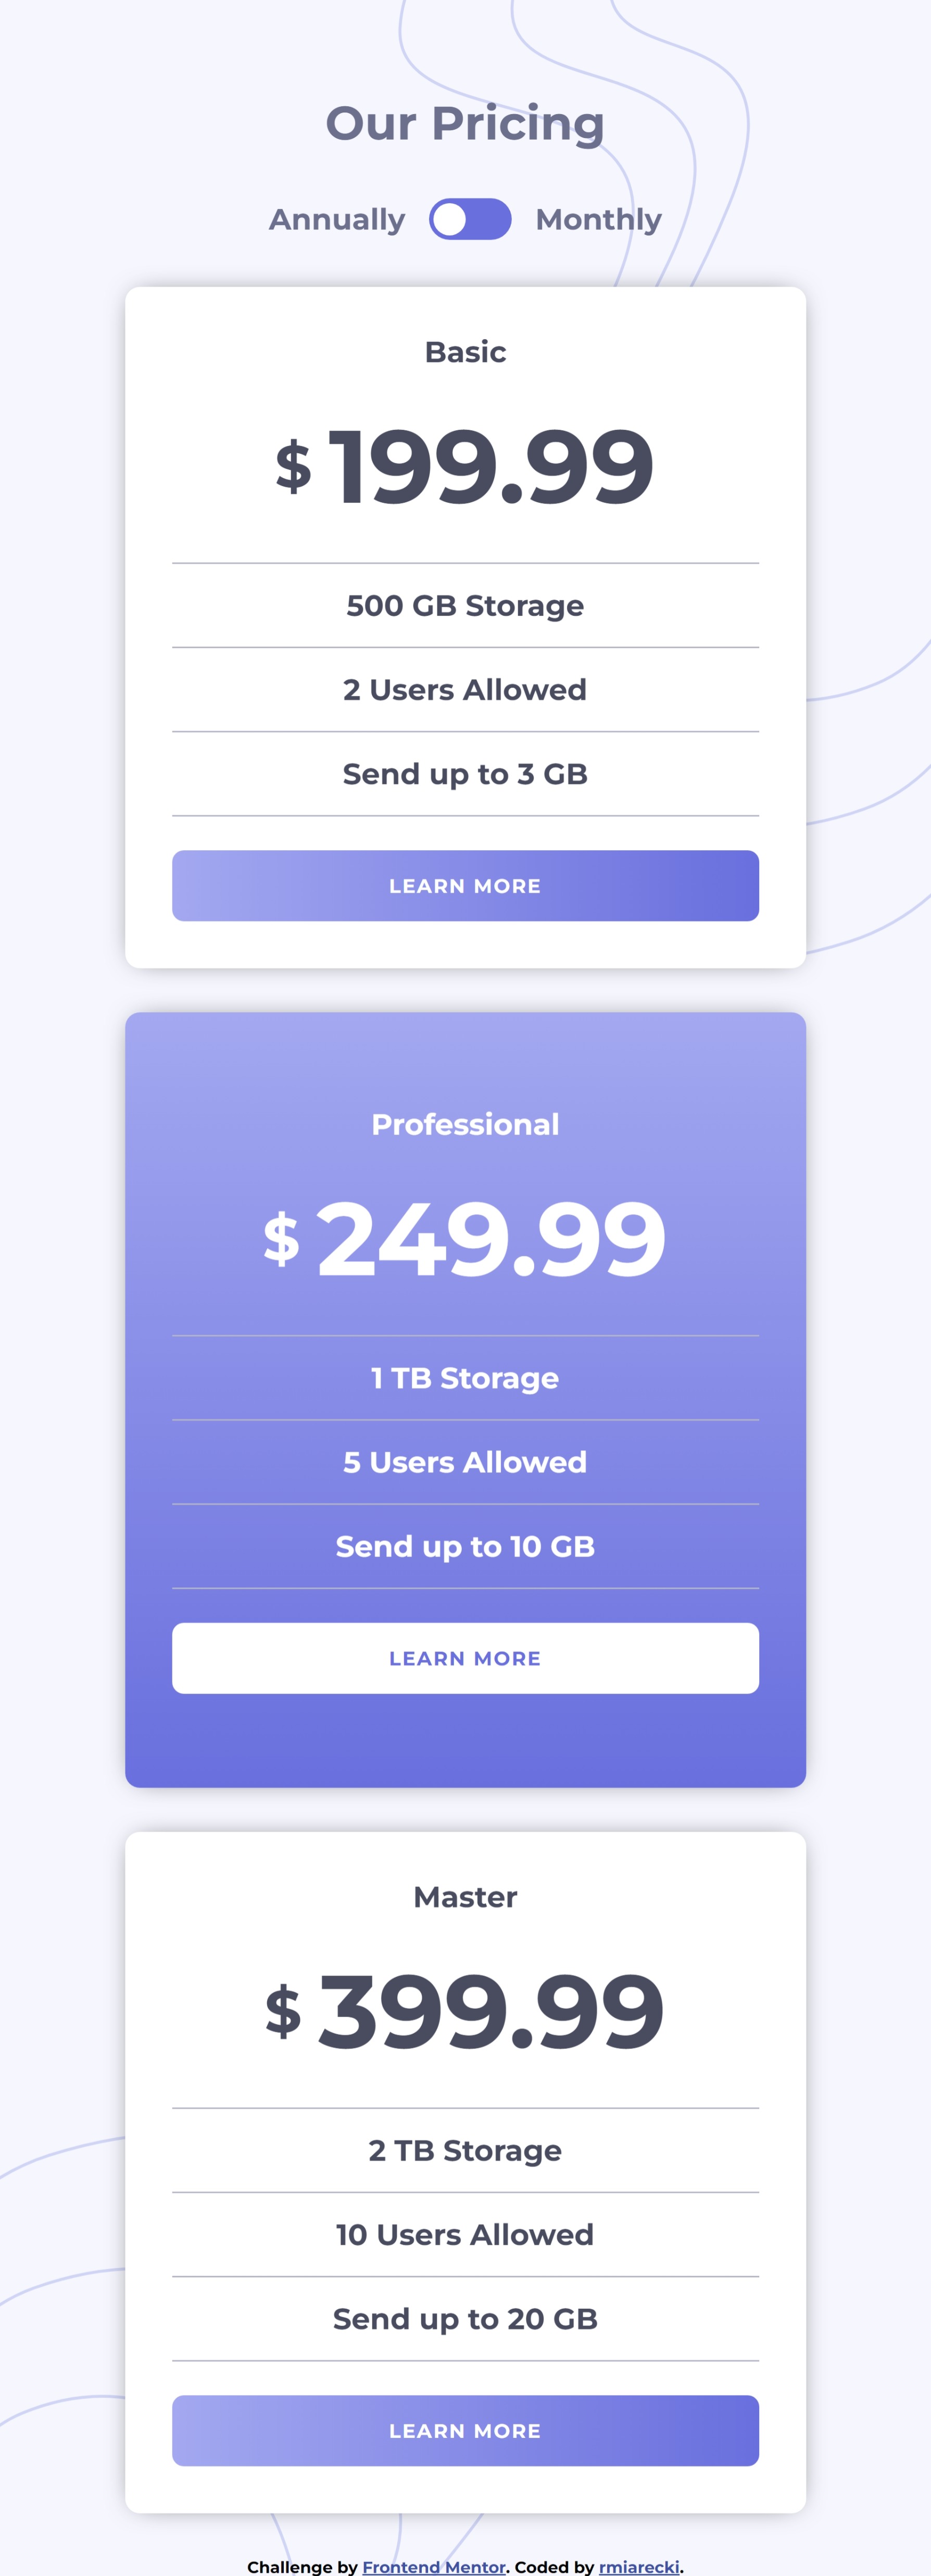 Our Pricing
Annually Monthly
Basic
$ 199.99
500 GB Storage
2 Users Allowed
Send up to 3 GB
LEARN MORE
Professional
$ 249.99
1 TB Storage
5 Users Allowed
Send up to 10 GB
LEARN MORE
Master
$ 399.99
2 TB Storage
10 Users Allowed
Send up to 20 GB
LEARN MORE
Challenge by Frontend Mentor. Coded by rmiarecki.